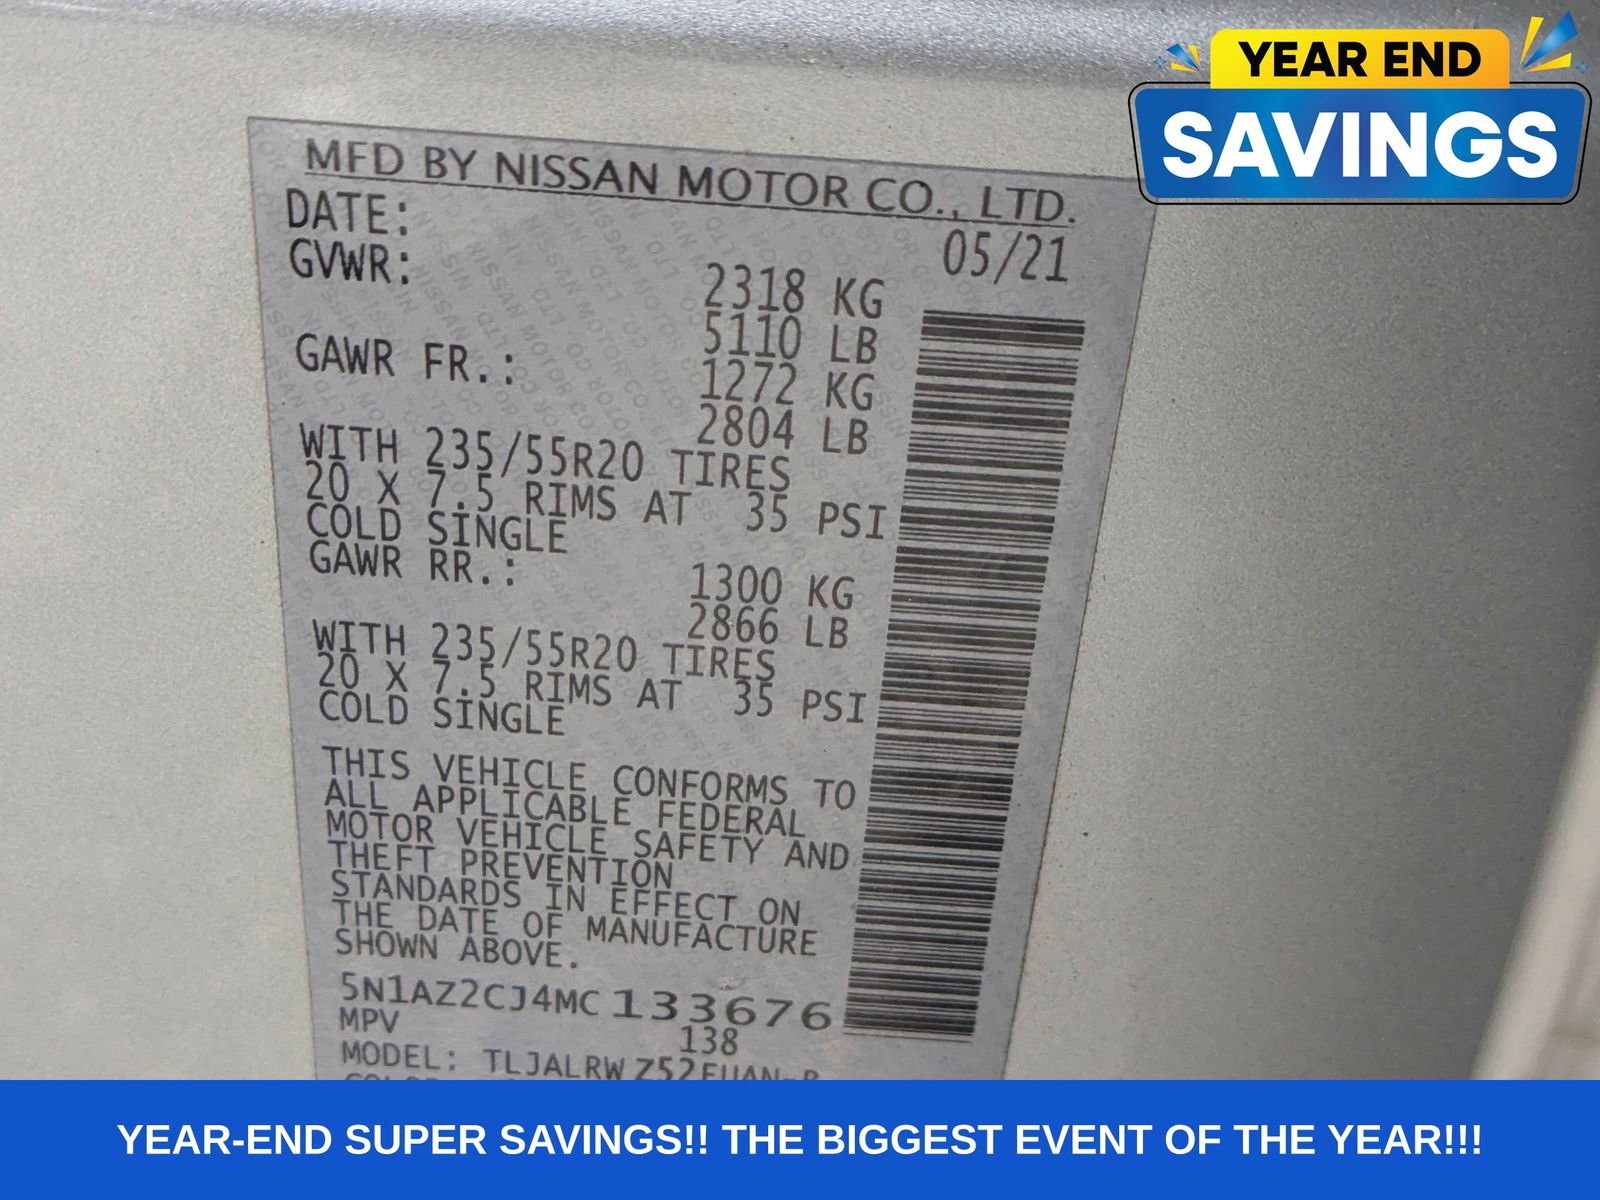 YEAR END
SAVINGS
MFD BY NISSAN MOTOR CO., LTD.
DATE: 05/21
GVWR: 2318 KG
5110 LB
GAWR FR.: 1272 KG
2804 LB
WITH 235/55R20 TIRES
20 X 7.5 RIMS AT 35 PSI
COLD SINGLE
GAWR RR.: 1300 KG
2866 LB
WITH 235/55R20 TIRES
20 X 7.5 RIMS AT 35 PSI
COLD SINGLE
THIS VEHICLE CONFORMS TO
ALL APPLICABLE FEDERAL
MOTOR VEHICLE SAFETY AND
THEFT PREVENTION
STANDARDS IN EFFECT ON
THE DATE OF MANUFACTURE
SHOWN ABOVE.
5N1AZ2CJ4MC133676
MPV 138
MODEL: TLJALRW
YEAR-END SUPER SAVINGS!! THE BIGGEST EVENT OF THE YEAR!!!